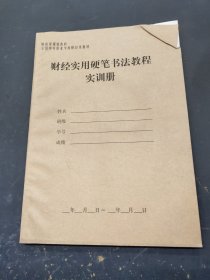 财经实用硬笔书法教程
实训册
姓名
班级
学号
成绩
年 月 日— 年 月 日